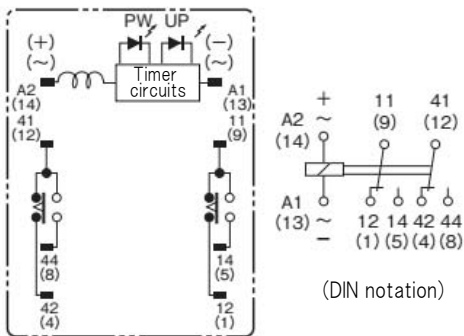 PW UP
(+) (−)
(~) (~)
Timer
circuits
A2 A1
(14) (13)
41 11
(12) (9)
44 14
(8) (5)
42 12
(4) (1)
+ 11 41
~ (9) (12)
A2
(14)
A1
(13) ~
−
12 14 42 44
(1) (5) (4) (8)
(DIN notation)